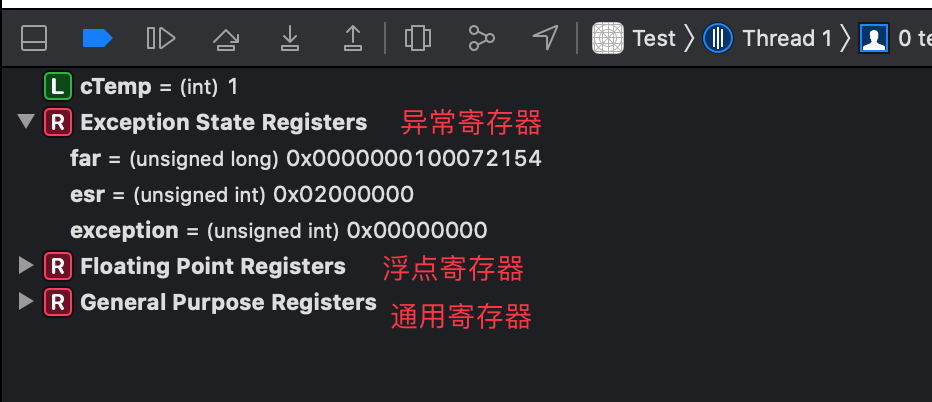 Test 〉 Thread 1 〉 0 te
L cTemp = (int) 1
R Exception State Registers 异常寄存器
far = (unsigned long) 0x0000000100072154
esr = (unsigned int) 0x02000000
exception = (unsigned int) 0x00000000
R Floating Point Registers 浮点寄存器
R General Purpose Registers 通用寄存器